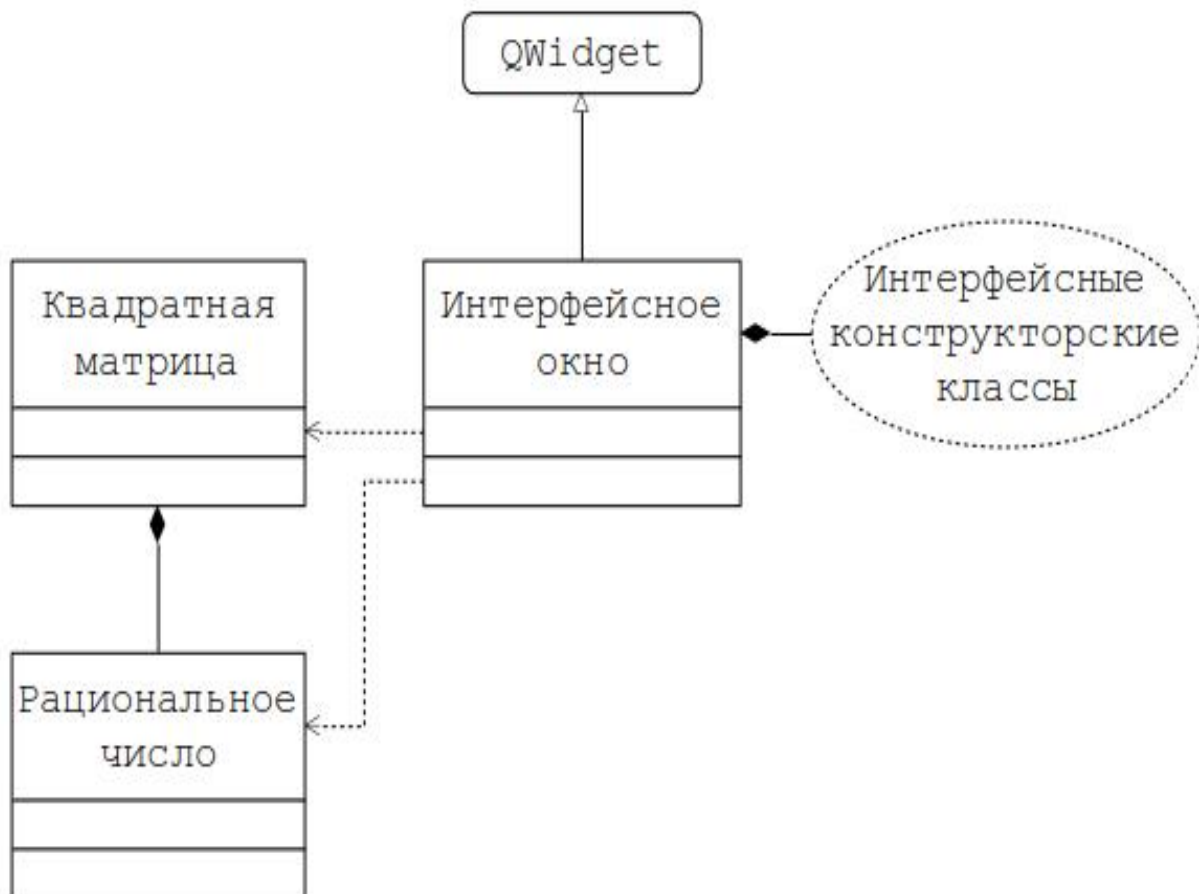 QWidget
Квадратная
матрица
Интерфейсное
окно
Интерфейсные
конструкторские
классы
Рациональное
число